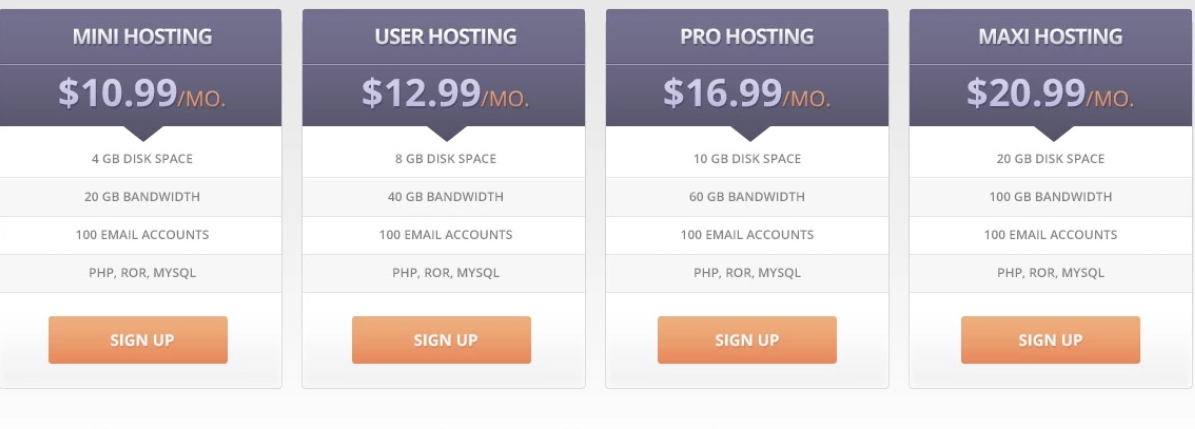 MINI HOSTING
$10.99/MO.
4 GB DISK SPACE
20 GB BANDWIDTH
100 EMAIL ACCOUNTS
PHP, ROR, MYSQL
SIGN UP
USER HOSTING
$12.99/MO.
8 GB DISK SPACE
40 GB BANDWIDTH
100 EMAIL ACCOUNTS
PHP, ROR, MYSQL
SIGN UP
PRO HOSTING
$16.99/MO.
10 GB DISK SPACE
60 GB BANDWIDTH
100 EMAIL ACCOUNTS
PHP, ROR, MYSQL
SIGN UP
MAXI HOSTING
$20.99/MO.
20 GB DISK SPACE
100 GB BANDWIDTH
100 EMAIL ACCOUNTS
PHP, ROR, MYSQL
SIGN UP